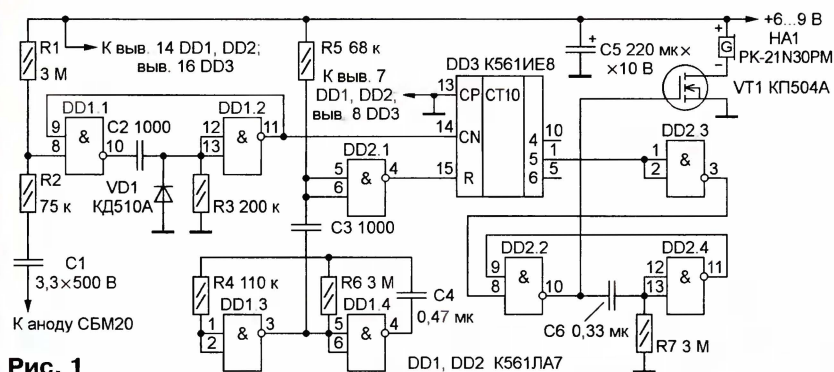 +6...9 В
НА1
РК-21N30PM
VT1 КП504А
R1
3 М
К выв. 14 DD1, DD2;
выв. 16 DD3
R5 68 к
C5 220 мк×
×10 В
DD3 К561ИЕ8
К выв. 7
DD1, DD2,
выв. 8 DD3
13 CP CT10
14 CN
15 R
4 10
5 1
6 5
DD1.1
9
8
&
10
C2 1000
DD1.2
12
13
&
11
VD1
КД510А
R3 200 к
R2
75 к
C1
3,3×500 В
К аноду СБМ20
DD2.1
5
6
&
4
C3 1000
DD2.3
1
2
&
3
R4 110 к
DD1.3
1
2
&
3
R6 3 М
DD1.4
5
6
&
4
C4
0,47 мк
DD2.2
9
8
&
10
C6 0,33 мк
DD2.4
12
13
&
11
R7 3 М
DD1, DD2 К561ЛА7
Рис. 1
+
+
G
−